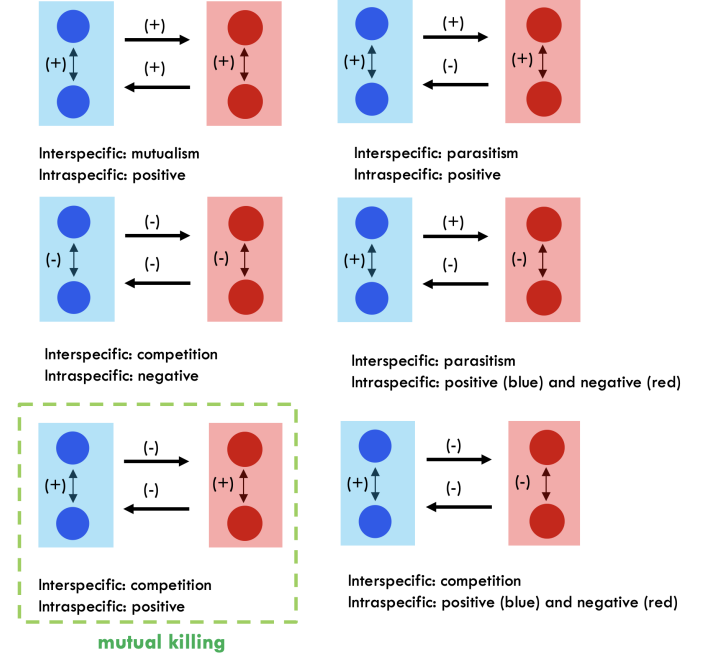 (+) (+)
(+) (+) (+) (+)
(+) (-)
Interspecific: mutualism
Intraspecific: positive
Interspecific: parasitism
Intraspecific: positive
(-) (+)
(-) (-) (+) (-)
(-) (-)
Interspecific: competition
Intraspecific: negative
Interspecific: parasitism
Intraspecific: positive (blue) and negative (red)
(-) (-)
(+) (+) (+) (-)
(-) (-)
Interspecific: competition
Intraspecific: positive
Interspecific: competition
Intraspecific: positive (blue) and negative (red)
mutual killing